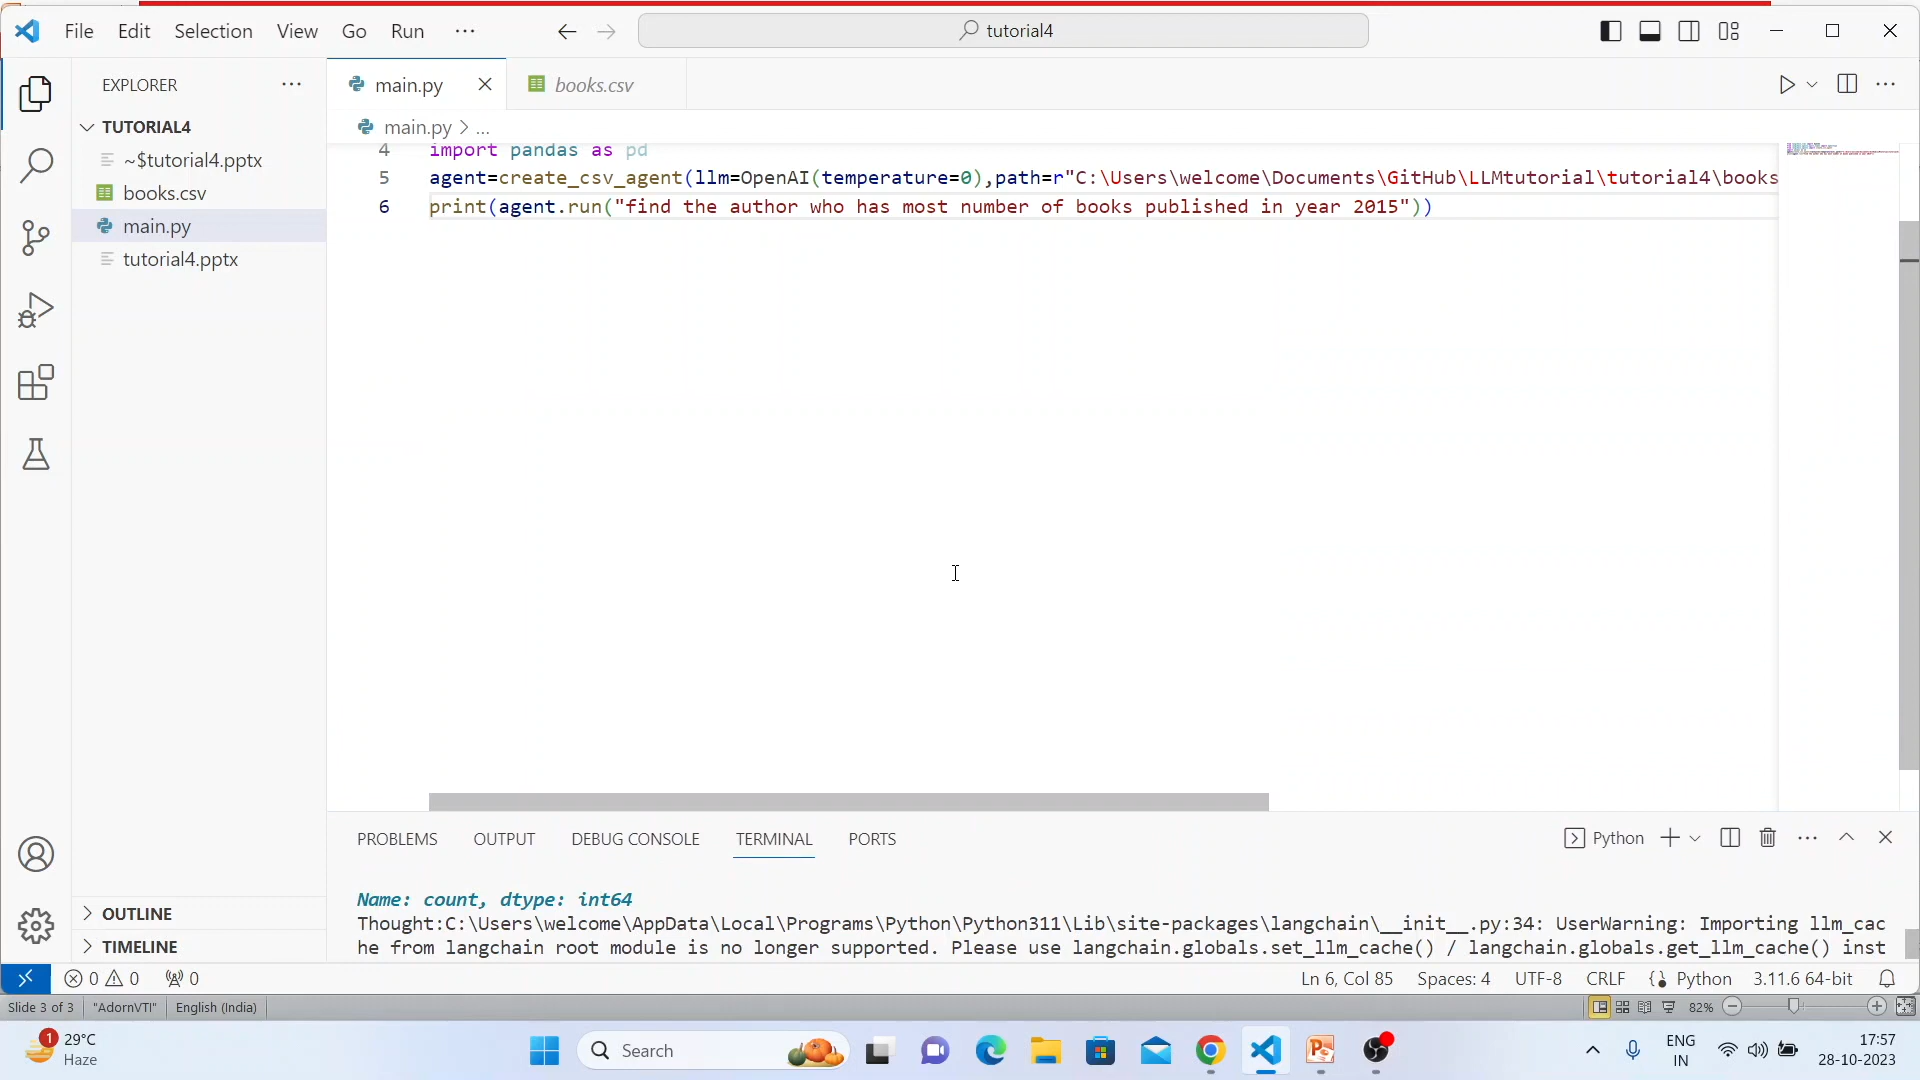 File Edit Selection View Go Run ... tutorial4
EXPLORER
TUTORIAL4
~$tutorial4.pptx
books.csv
main.py
tutorial4.pptx
OUTLINE
TIMELINE
main.py books.csv
main.py > ...
4 import pandas as pd
5 agent=create_csv_agent(llm=OpenAI(temperature=0),path=r"C:\Users\welcome\Documents\GitHub\LLMtutorial\tutorial4\books
6 print(agent.run("find the author who has most number of books published in year 2015"))
PROBLEMS OUTPUT DEBUG CONSOLE TERMINAL PORTS Python
Name: count, dtype: int64
Thought:C:\Users\welcome\AppData\Local\Programs\Python\Python311\Lib\site-packages\langchain\__init__.py:34: UserWarning: Importing llm_cac
he from langchain root module is no longer supported. Please use langchain.globals.set_llm_cache() / langchain.globals.get_llm_cache() inst
0 0 0 Ln 6, Col 85 Spaces: 4 UTF-8 CRLF Python 3.11.6 64-bit
Slide 3 of 3 "AdornVTI" English (India) 82%
1 29°C
Haze
Search
ENG
IN
17:57
28-10-2023